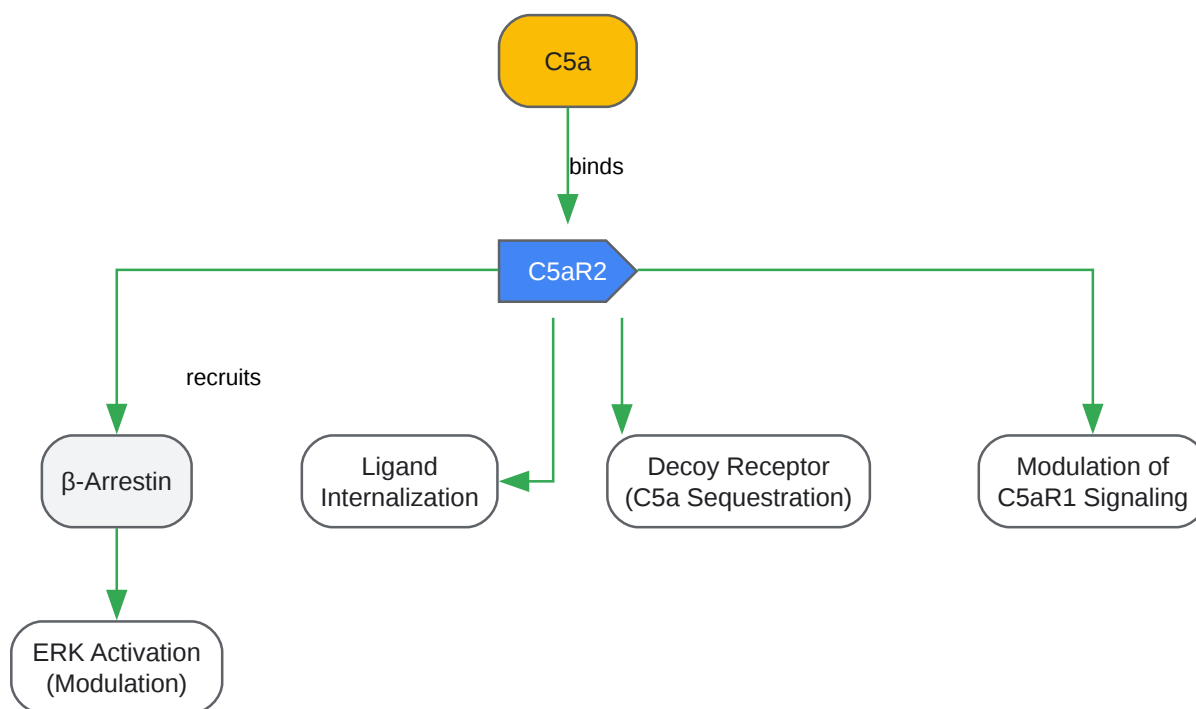 C5a
binds
C5aR2
recruits
β-Arrestin
Ligand
Internalization
Decoy Receptor
(C5a Sequestration)
Modulation of
C5aR1 Signaling
ERK Activation
(Modulation)